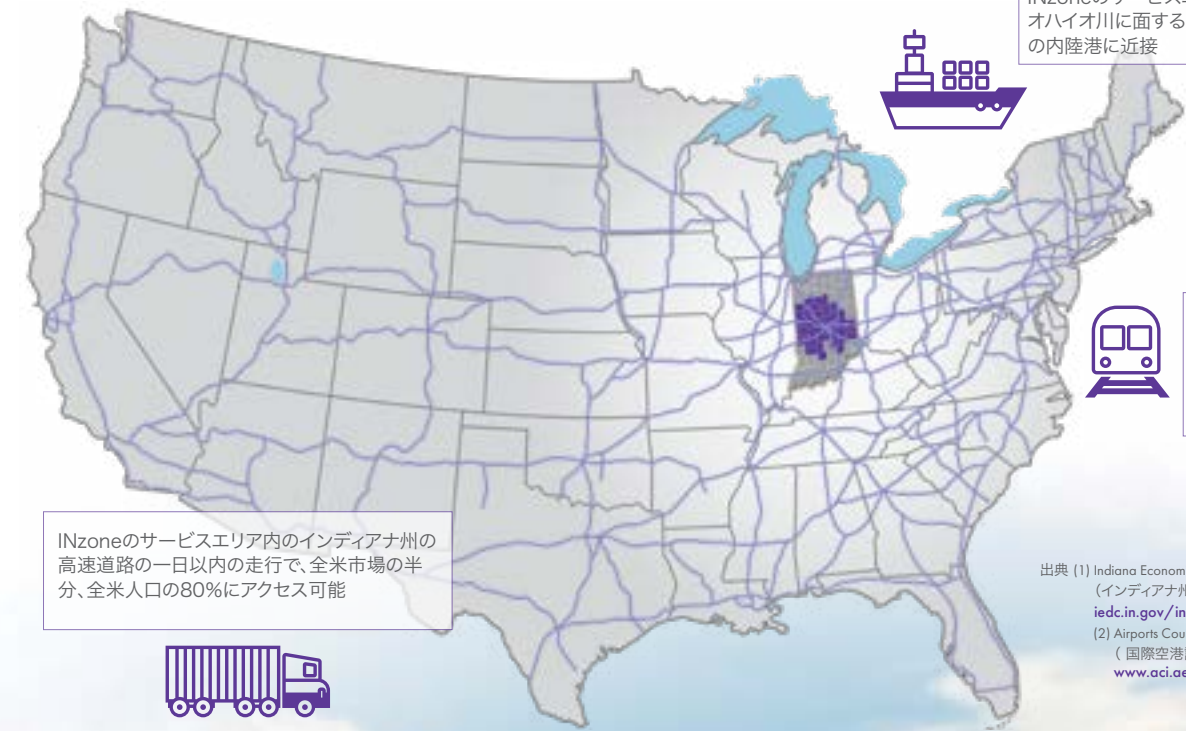 オハイオ川に面する
の内陸港に近接
INzoneのサービスエリア内のインディアナ州の
高速道路の一日以内の走行で、全米市場の半
分、全米人口の80%にアクセス可能
出典 (1) Indiana Econom
(インディアナ州
iedc.in.gov/in
(2) Airports Cou
( 国際空港
www.aci.ae